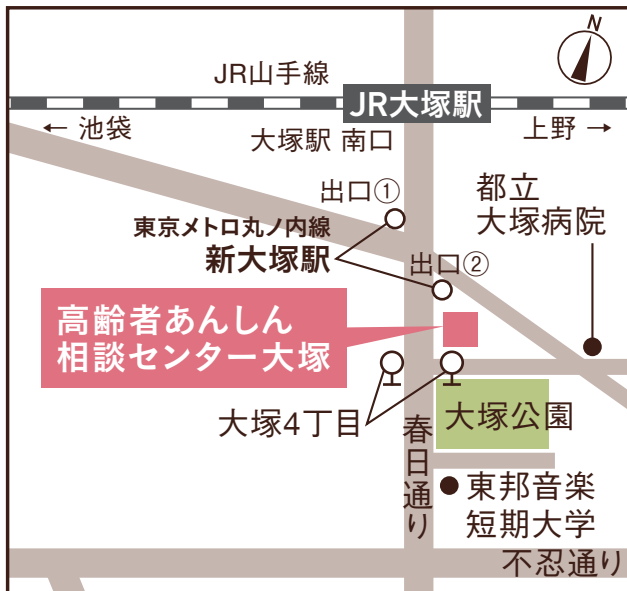 N
JR山手線
JR大塚駅
← 池袋
大塚駅 南口
上野 →
出口①
都立
大塚病院
東京メトロ丸ノ内線
新大塚駅
出口②
高齢者あんしん
相談センター大塚
大塚4丁目
大塚公園
春日通り
東邦音楽
短期大学
不忍通り